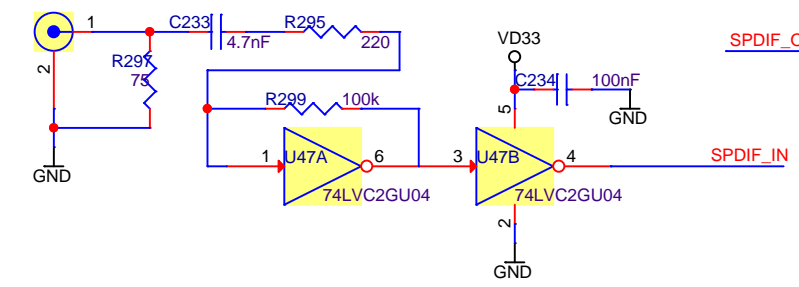 C233
R295
1
4.7nF
220
VD33
SPDIF_
R297
75
2
C234
100nF
R299
100k
5
GND
1
U47A
6
3
U47B
4
SPDIF_IN
GND
74LVC2GU04
74LVC2GU04
2
GND